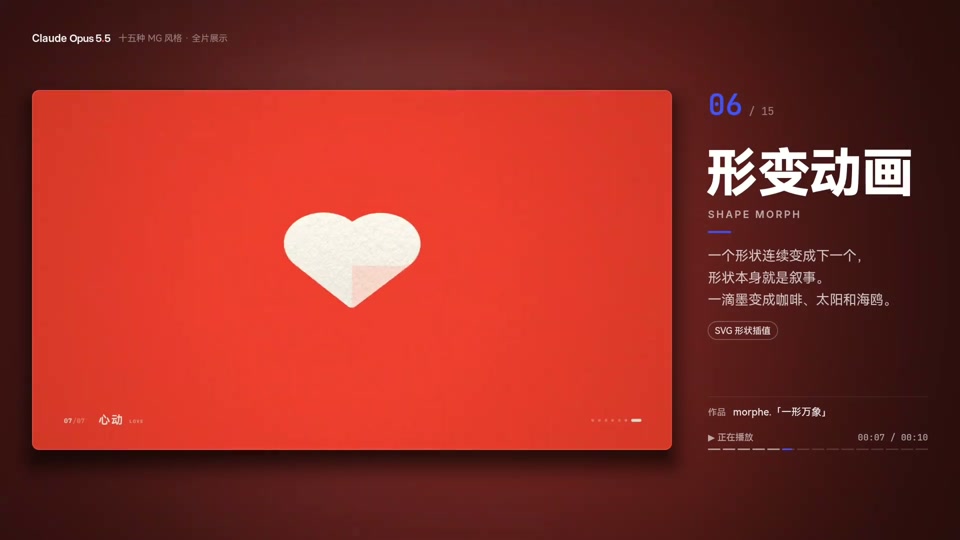 Claude Opus 5.5 十五种 MG 风格 · 全片展示
06 / 15
形变动画
SHAPE MORPH
一个形状连续变成下一个，
形状本身就是叙事。
一滴墨变成咖啡、太阳和海鸥。
SVG 形状插值
07/07 心动 LOVE
作品 morphe.「一形万象」
▶ 正在播放 00:07 / 00:10